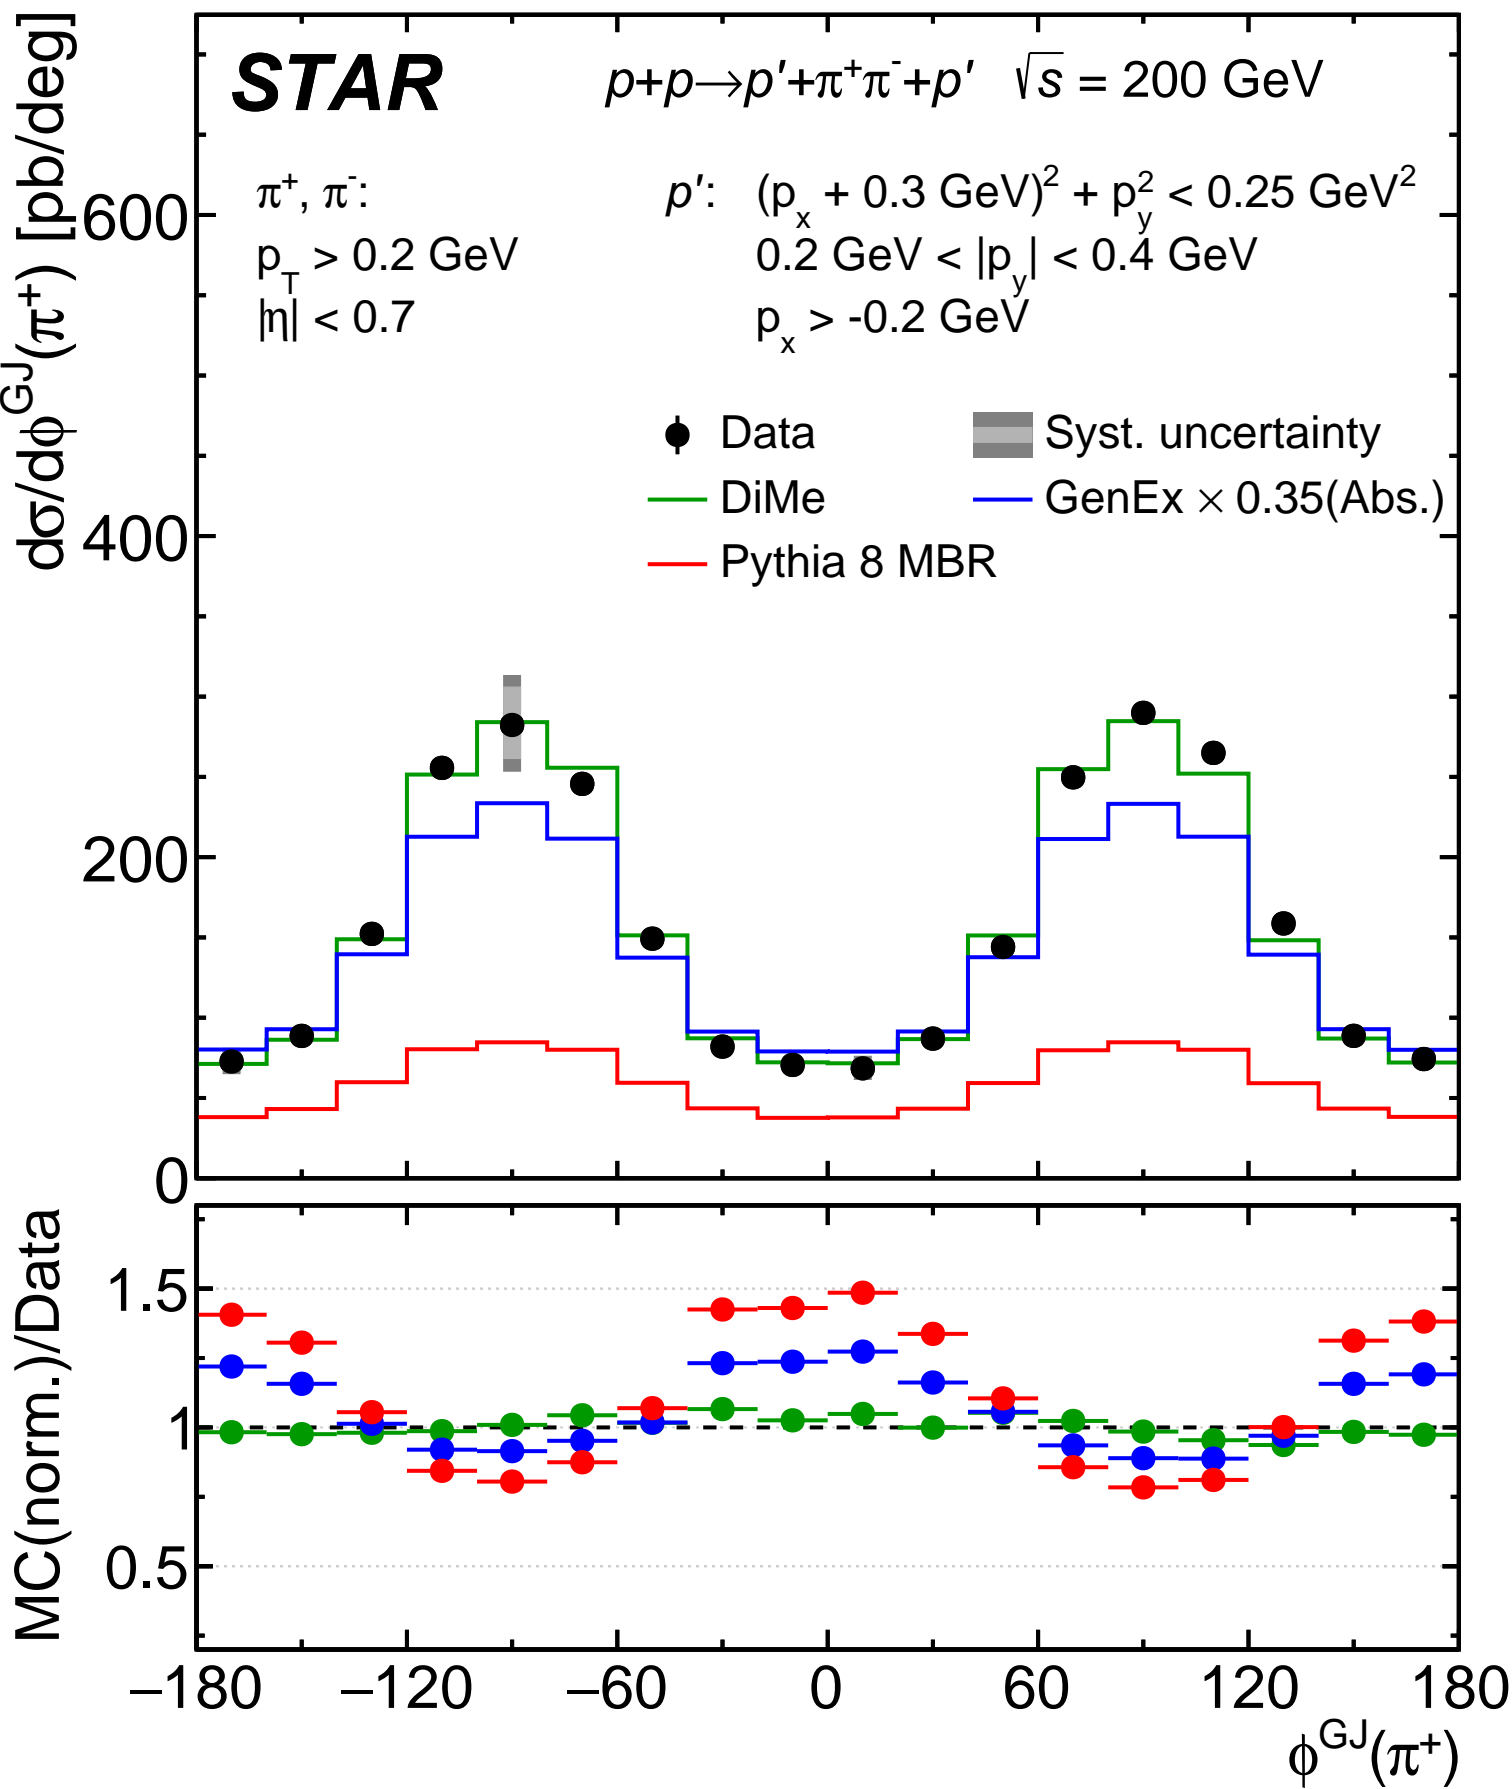 STAR p+p→p′+π⁺π⁻+p′ √s = 200 GeV
π⁺, π⁻: p′: (pₓ + 0.3 GeV)² + p_y² < 0.25 GeV²
p_T > 0.2 GeV 0.2 GeV < |p_y| < 0.4 GeV
|η| < 0.7 pₓ > -0.2 GeV
Data Syst. uncertainty
DiMe GenEx × 0.35(Abs.)
Pythia 8 MBR
dσ/dϕ^GJ(π⁺) [pb/deg]
600
400
200
0
MC(norm.)/Data
1.5
1
0.5
−180 −120 −60 0 60 120 180
ϕ^GJ(π⁺)